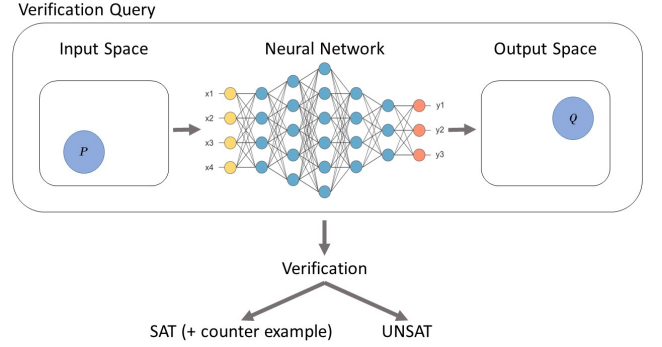 Verification Query
Input Space
Neural Network
Output Space
x1
x2
x3
x4
y1
y2
y3
P
Q
Verification
SAT (+ counter example)
UNSAT